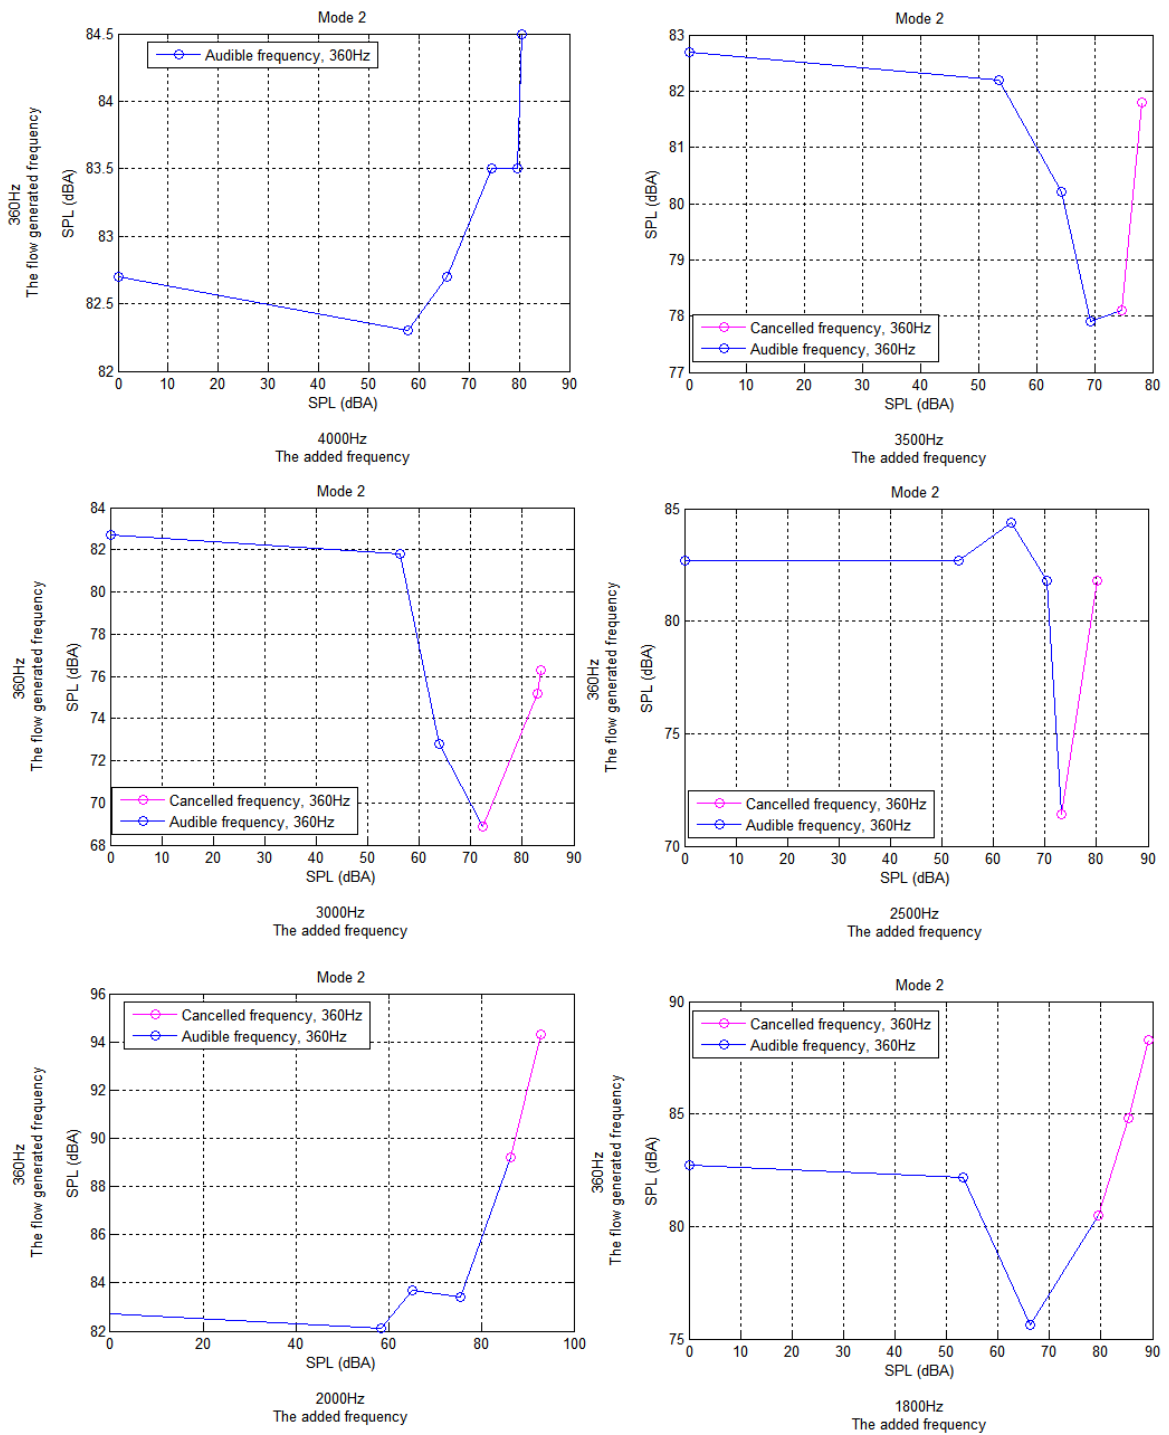 Mode 2
84.5
84
83.5
83
82.5
82
Audible frequency, 360Hz
360Hz
The flow generated frequency
SPL (dBA)
0 10 20 30 40 50 60 70 80 90
SPL (dBA)
4000Hz
The added frequency
Mode 2
83
82
81
80
79
78
77
SPL (dBA)
Cancelled frequency, 360Hz
Audible frequency, 360Hz
0 10 20 30 40 50 60 70 80
SPL (dBA)
3500Hz
The added frequency
Mode 2
84
82
80
78
76
74
72
70
68
360Hz
The flow generated frequency
SPL (dBA)
Cancelled frequency, 360Hz
Audible frequency, 360Hz
0 10 20 30 40 50 60 70 80 90
SPL (dBA)
3000Hz
The added frequency
Mode 2
85
80
75
70
360Hz
The flow generated frequency
SPL (dBA)
Cancelled frequency, 360Hz
Audible frequency, 360Hz
0 10 20 30 40 50 60 70 80 90
SPL (dBA)
2500Hz
The added frequency
Mode 2
96
94
92
90
88
86
84
82
360Hz
The flow generated frequency
SPL (dBA)
Cancelled frequency, 360Hz
Audible frequency, 360Hz
0 20 40 60 80 100
SPL (dBA)
2000Hz
The added frequency
Mode 2
90
85
80
75
360Hz
The flow generated frequency
SPL (dBA)
Cancelled frequency, 360Hz
Audible frequency, 360Hz
0 10 20 30 40 50 60 70 80 90
SPL (dBA)
1800Hz
The added frequency